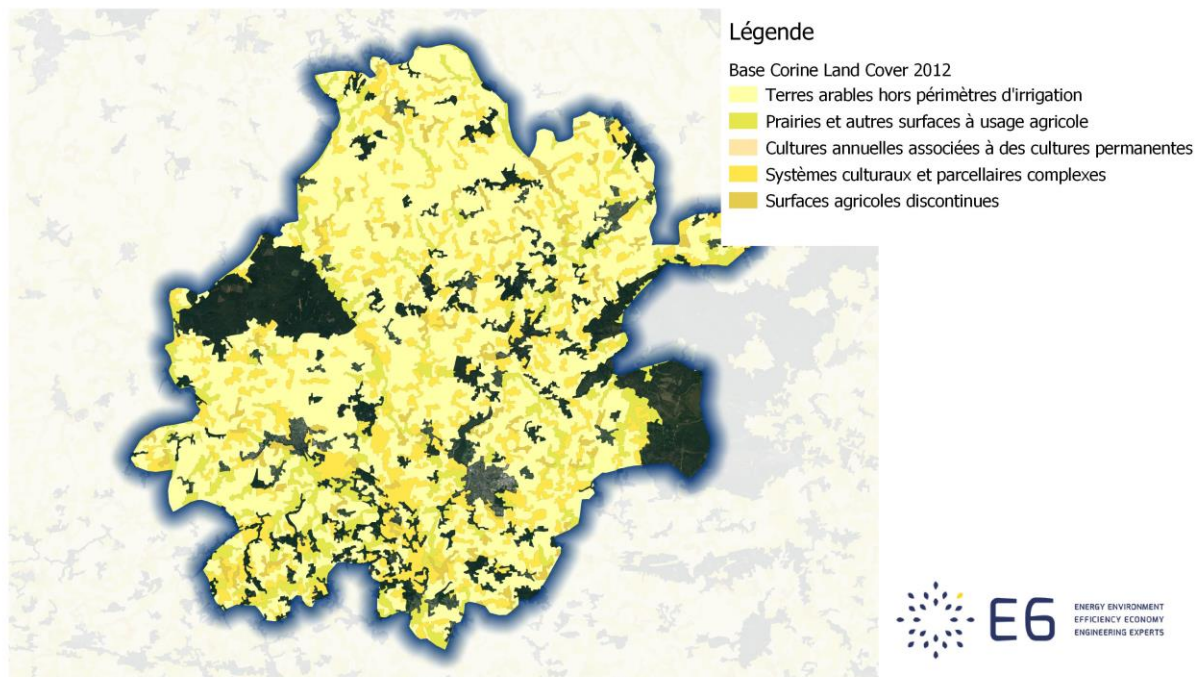 Légende
Base Corine Land Cover 2012
Terres arables hors périmètres d'irrigation
Prairies et autres surfaces à usage agricole
Cultures annuelles associées à des cultures permanentes
Systèmes culturaux et parcellaires complexes
Surfaces agricoles discontinues
E6
ENERGY ENVIRONMENT
EFFICIENCY ECONOMY
ENGINEERING EXPERTS